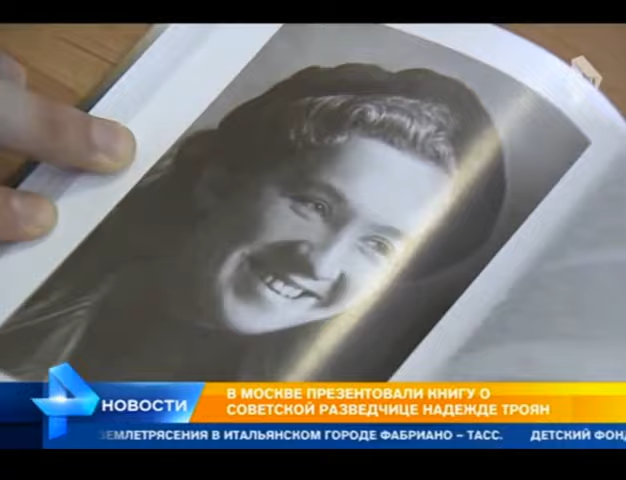 НОВОСТИ
В МОСКВЕ ПРЕЗЕНТОВАЛИ КНИГУ О
СОВЕТСКОЙ РАЗВЕДЧИЦЕ НАДЕЖДЕ ТРОЯН
ЗЕМЛЕТРЯСЕНИЯ В ИТАЛЬЯНСКОМ ГОРОДЕ ФАБРИАНО – ТАСС. ДЕТСКИЙ ФОНД